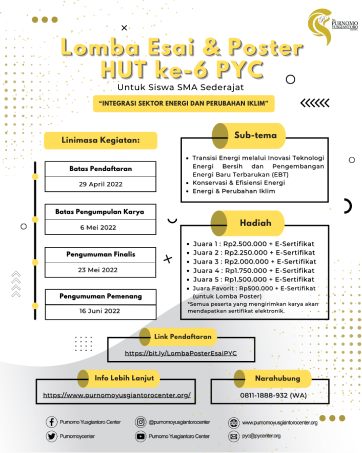 PURNOMO
YUSGIANTORO
Lomba Esai & Poster
HUT ke-6 PYC
Untuk Siswa SMA Sederajat
"INTEGRASI SEKTOR ENERGI DAN PERUBAHAN IKLIM"
Linimasa Kegiatan:
Batas Pendaftaran
29 April 2022
Batas Pengumpulan Karya
6 Mei 2022
Pengumuman Finalis
23 Mei 2022
Pengumuman Pemenang
16 Juni 2022
Sub-tema
• Transisi Energi melalui Inovasi Teknologi
Energi Bersih dan Pengembangan
Energi Baru Terbarukan (EBT)
• Konservasi & Efisiensi Energi
• Energi & Perubahan Iklim
Hadiah
• Juara 1 : Rp2.500.000 + E-Sertifikat
• Juara 2 : Rp2.250.000 + E-Sertifikat
• Juara 3 : Rp2.000.000 + E-Sertifikat
• Juara 4 : Rp1.750.000 + E-Sertifikat
• Juara 5 : Rp1.500.000 + E-Sertifikat
• Juara Favorit : Rp500.000 + E-Sertifikat
(untuk Lomba Poster)
*Semua peserta yang mengirimkan karya akan
mendapatkan sertifikat elektronik.
Link Pendaftaran
https://bit.ly/LombaPosterEsaiPYC
Info Lebih Lanjut
https://www.purnomoyusgiantorocenter.org/
Narahubung
0811-1888-932 (WA)
Purnomo Yusgiantoro Center
@purnomoyusgiantorocenter
www.purnomoyusgiantorocenter.org
Purnomoycenter
Purnomo Yusgiantoro Center
pyc@pycenter.org